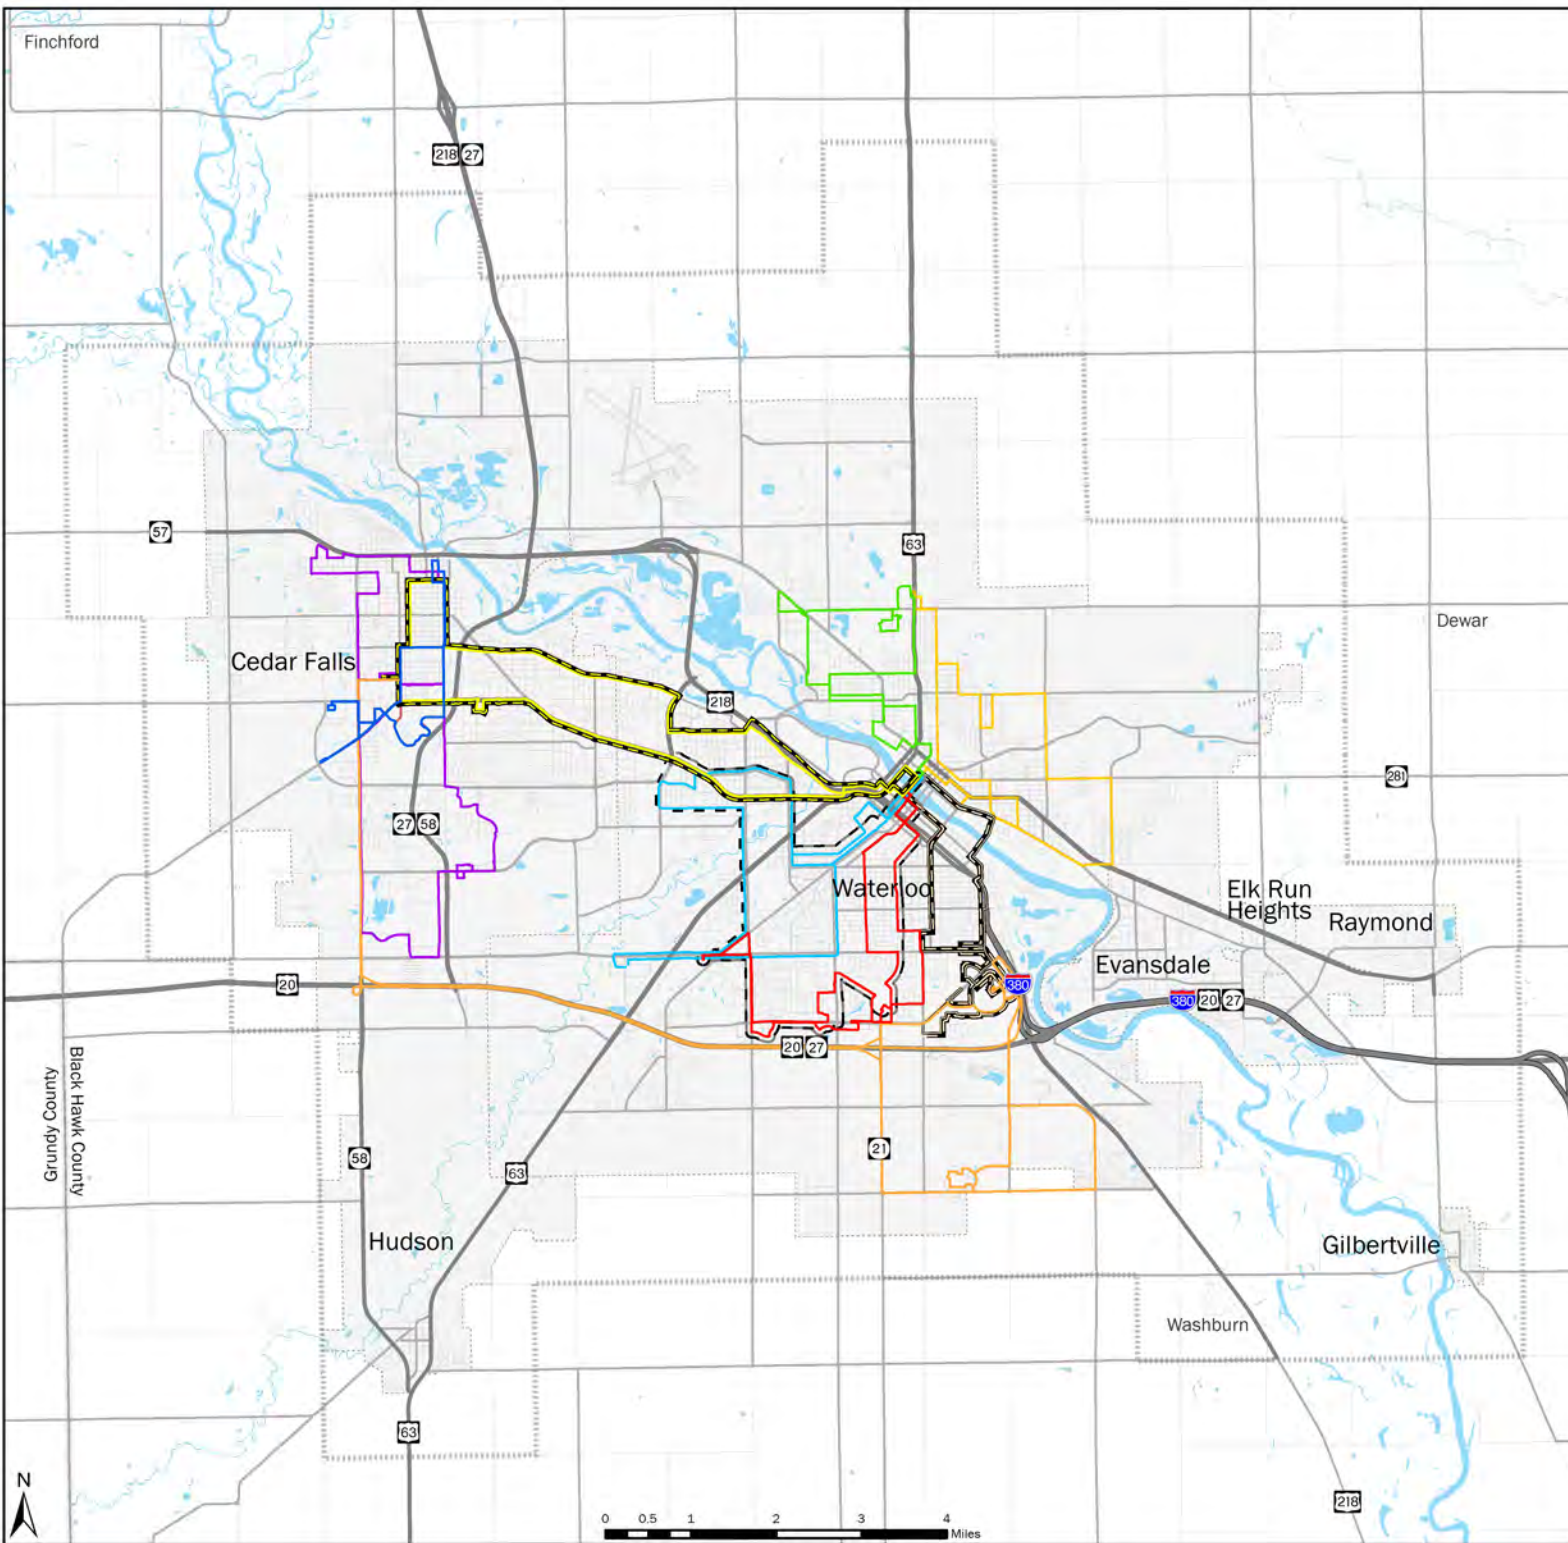 Finchford
218 27
57
63
Dewar
Cedar Falls
218
281
27 58
Waterloo
Elk Run
Heights
Raymond
Evansdale
380
20
380 20 27
20 27
Grundy County
Black Hawk County
58
21
63
Hudson
Gilbertville
Washburn
63
N
218
0 0.5 1 2 3 4
Miles